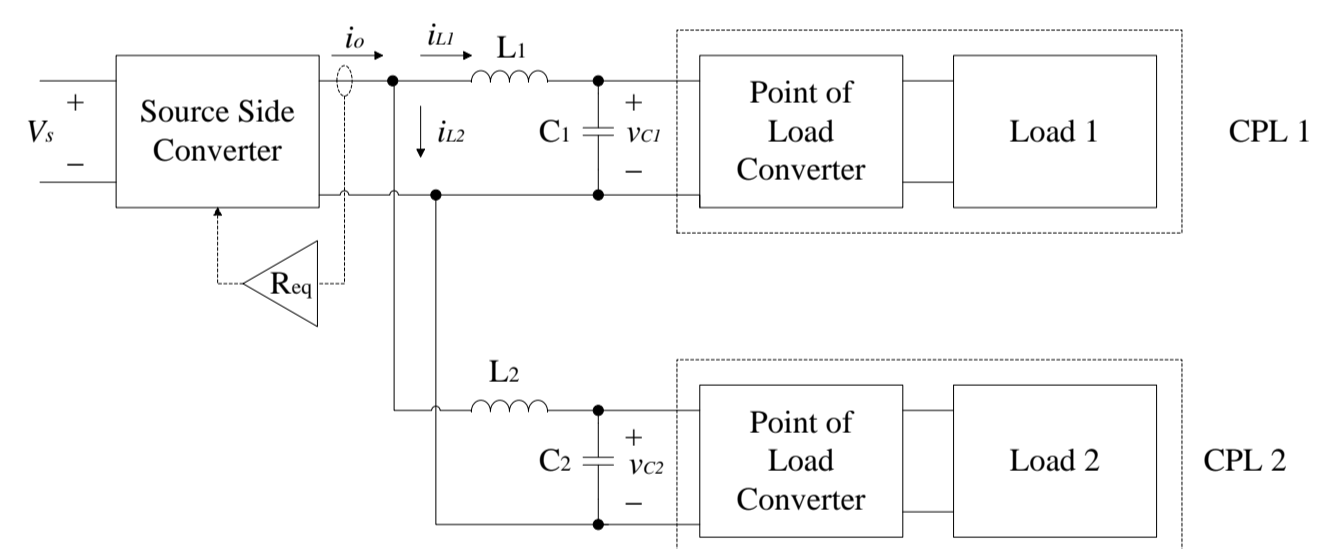 io
iL1
L1
+
Vs
−
Source Side
Converter
iL2
C1
+
vC1
−
Point of
Load
Converter
Load 1
CPL 1
Req
L2
C2
+
vC2
−
Point of
Load
Converter
Load 2
CPL 2